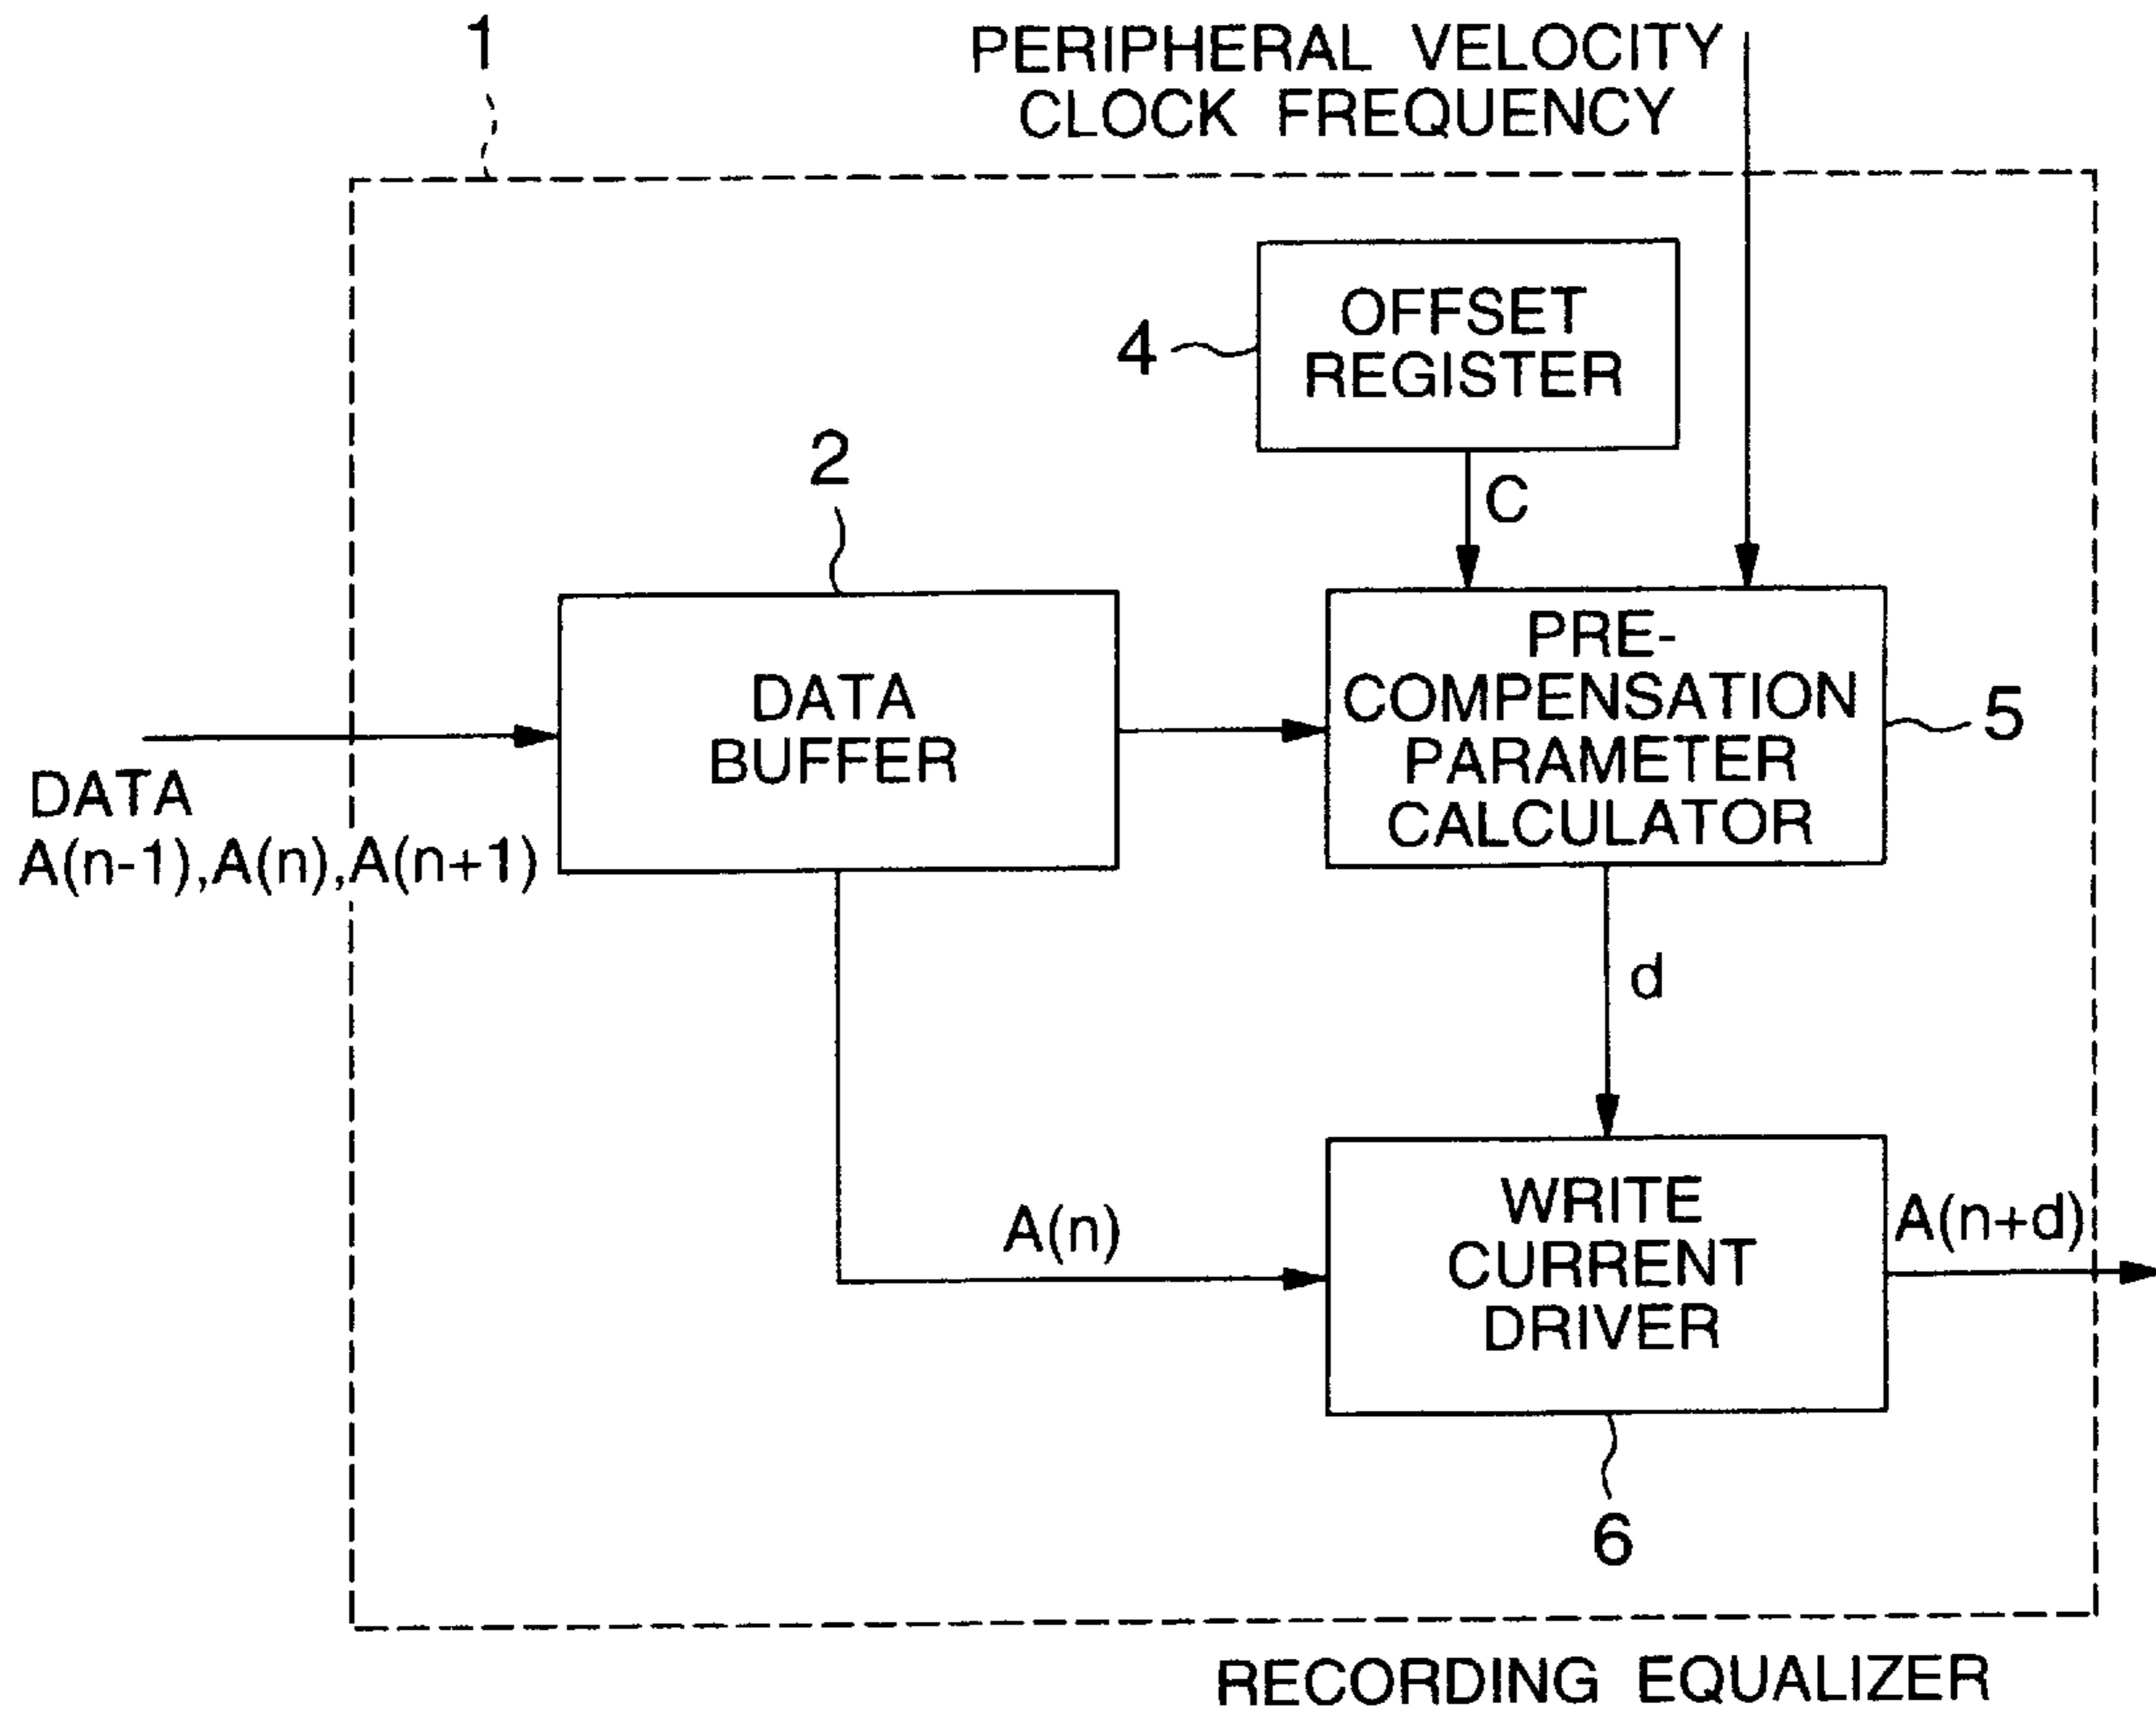 1
PERIPHERAL VELOCITY
CLOCK FREQUENCY
4
OFFSET
REGISTER
C
2
DATA
BUFFER
PRE-
COMPENSATION
PARAMETER
CALCULATOR
5
DATA
A(n-1),A(n),A(n+1)
d
A(n)
WRITE
CURRENT
DRIVER
A(n+d)
6
RECORDING EQUALIZER